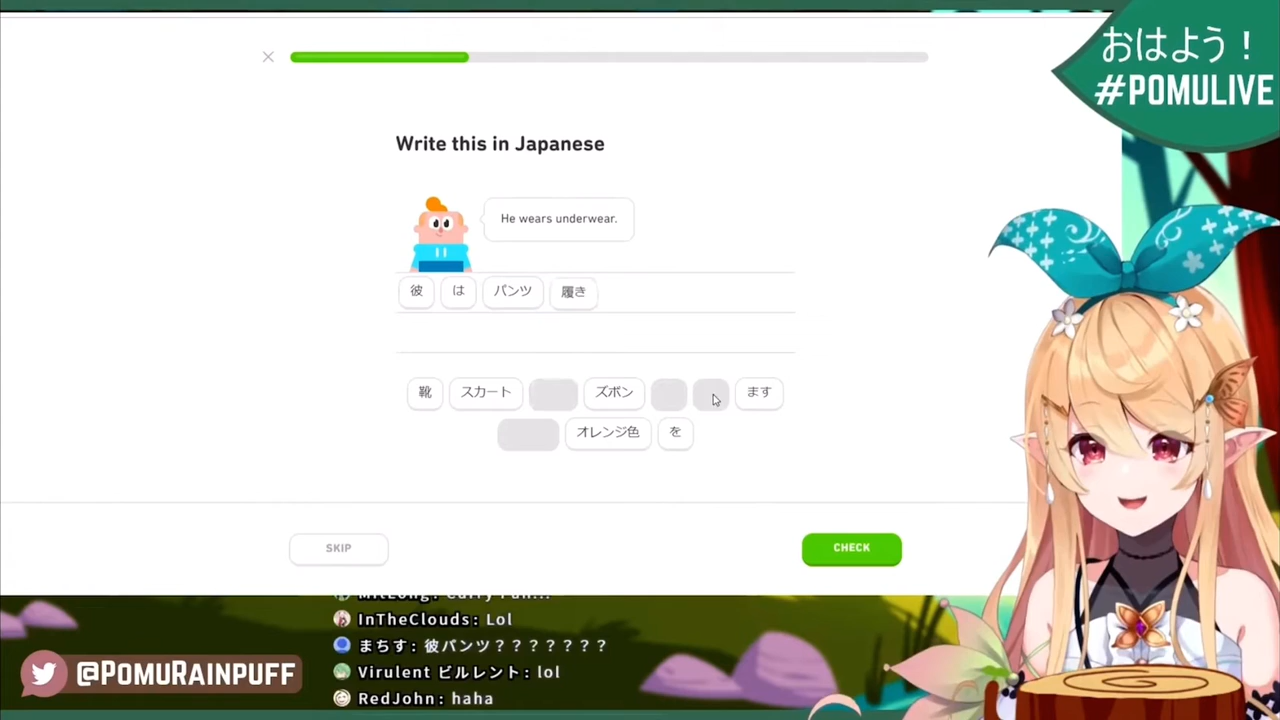 おはよう！
#POMULIVE
Write this in Japanese
He wears underwear.
彼 は パンツ 履き
靴 スカート ズボン ます
オレンジ色 を
SKIP
CHECK
InTheClouds: Lol
まちす: 彼パンツ？？？？？？？
Virulent ビルレント: lol
RedJohn: haha
@POMURAINPUFF